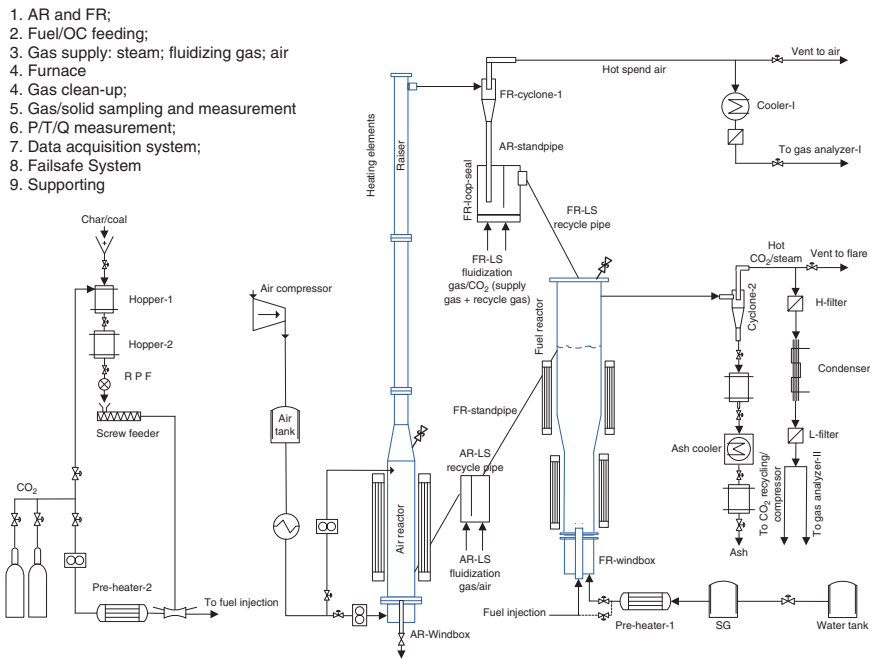 1. AR and FR;
2. Fuel/OC feeding;
3. Gas supply: steam; fluidizing gas; air
4. Furnace
4. Gas clean-up;
5. Gas/solid sampling and measurement
6. P/T/Q measurement;
7. Data acquisition system;
8. Failsafe System
9. Supporting
Char/coal
Hopper-1
Hopper-2
R P F
Screw feeder
CO2
Pre-heater-2
To fuel injection
Air compressor
Air
tank
Heating elements
Raiser
Air reactor
AR-Windbox
FR-cyclone-1
AR-standpipe
FR-loop-seal
FR-LS
recycle pipe
FR-LS
fluidization
gas/CO2 (supply
gas + recycle gas)
Hot spend air
Vent to air
Cooler-I
To gas analyzer-I
Fuel reactor
FR-standpipe
AR-LS
recycle pipe
AR-LS
fluidization
gas/air
FR-windbox
Fuel injection
Pre-heater-1
SG
Water tank
Hot
CO2/steam
Vent to flare
Cyclone-2
H-filter
Condenser
L-filter
Ash cooler
Ash
To CO2 recycling/
compressor
To gas analyzer-II